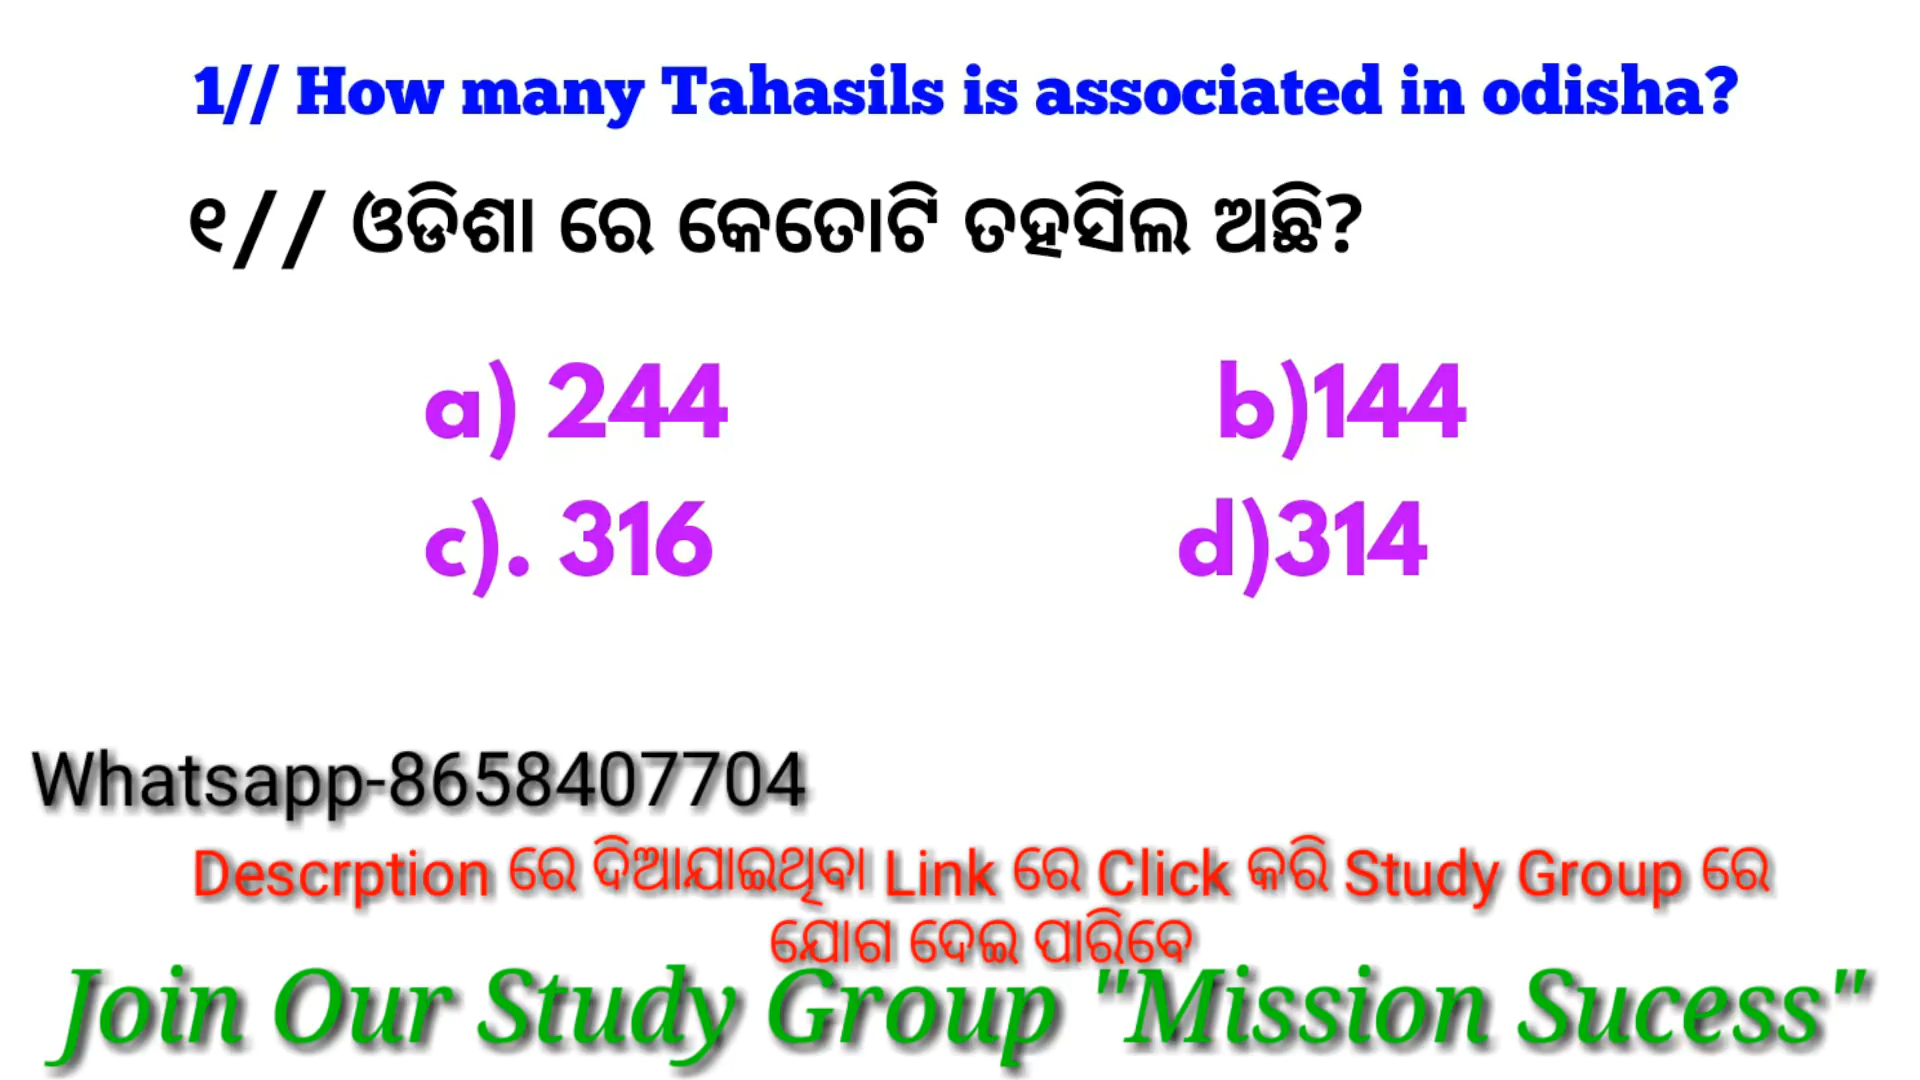 1// How many Tahasils is associated in odisha?
୧// ଓଡିଶା ରେ କେତୋଟି ତହସିଲ ଅଛି?
a) 244 b)144
c). 316 d)314
Whatsapp-8658407704
Descrption ରେ ଦିଆଯାଇଥିବା Link ରେ Click କରି Study Group ରେ
ଯୋଗ ଦେଇ ପାରିବେ
Join Our Study Group "Mission Sucess"